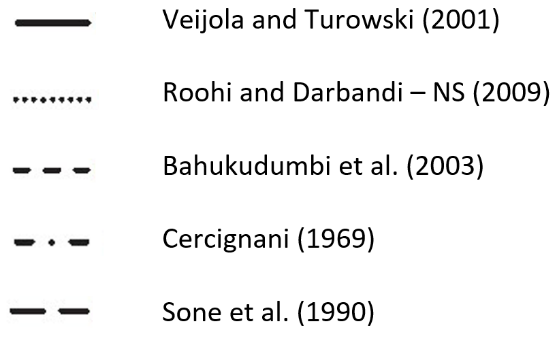 Veijola and Turowski (2001)
Roohi and Darbandi – NS (2009)
Bahukudumbi et al. (2003)
Cercignani (1969)
Sone et al. (1990)